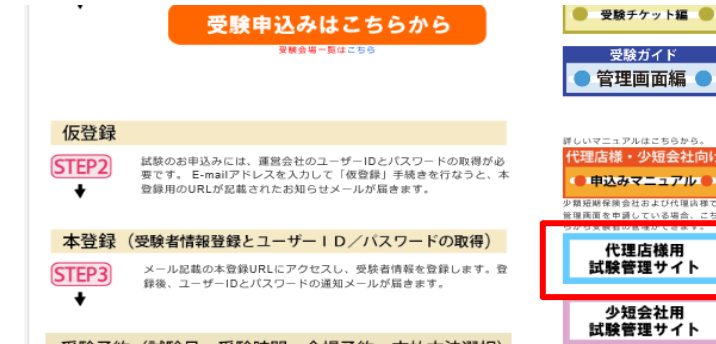 受験申込みはこちらから
受験会場一覧はこちら
仮登録
STEP2
試験のお申込みには、運営会社のユーザーIDとパスワードの取得が必
要です。 E-mailアドレスを入力して「仮登録」手続きを行なうと、本
登録用のURLが記載されたお知らせメールが届きます。
本登録（受験者情報登録とユーザーＩＤ／パスワードの取得）
STEP3
メール記載の本登録URLにアクセスし、受験者情報を登録します。登
録後、ユーザーIDとパスワードの通知メールが届きます。
受験チケット編
受験ガイド
管理画面編
詳しいマニュアルはこちらから。
代理店様・少短会社向け
申込みマニュアル
少額短期保険会社および代理店様で
管理画面を申請している場合、こち
らから受験者の管理ができます。
代理店様用
試験管理サイト
少短会社用
試験管理サイト